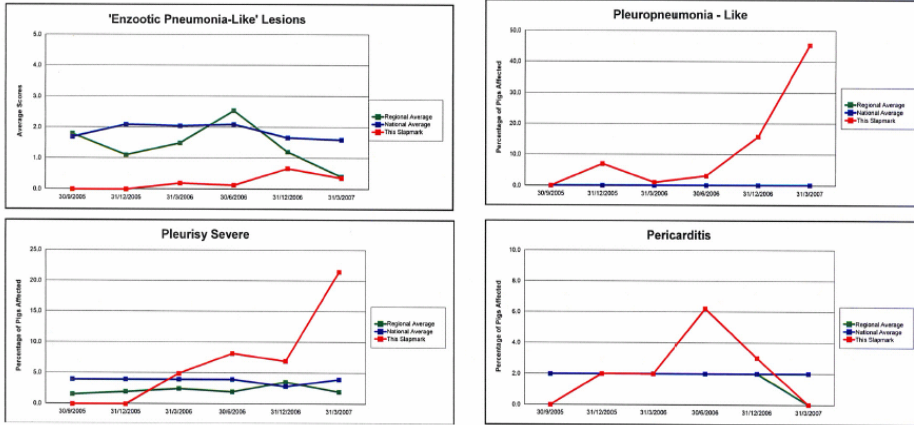 'Enzootic Pneumonia-Like' Lesions
Average Scores
5.0
4.0
3.0
2.0
1.0
0.0
30/9/2005 31/12/2005 31/3/2006 30/6/2006 31/12/2006 31/3/2007
Regional Average
National Average
This Slapmark
Pleuropneumonia - Like
Percentage of Pigs Affected
50.0
40.0
30.0
20.0
10.0
0.0
30/9/2005 31/12/2005 31/3/2006 30/6/2006 31/12/2006 31/3/2007
Regional Average
National Average
This Slapmark
Pleurisy Severe
Percentage of Pigs Affected
25.0
20.0
15.0
10.0
5.0
0.0
30/9/2005 31/12/2005 31/3/2006 30/6/2006 31/12/2006 31/3/2007
Regional Average
National Average
This Slapmark
Pericarditis
Percentage of Pigs Affected
10.0
8.0
6.0
4.0
2.0
0.0
30/9/2005 31/12/2005 31/3/2006 30/6/2006 31/12/2006 31/3/2007
Regional Average
National Average
This Slapmark